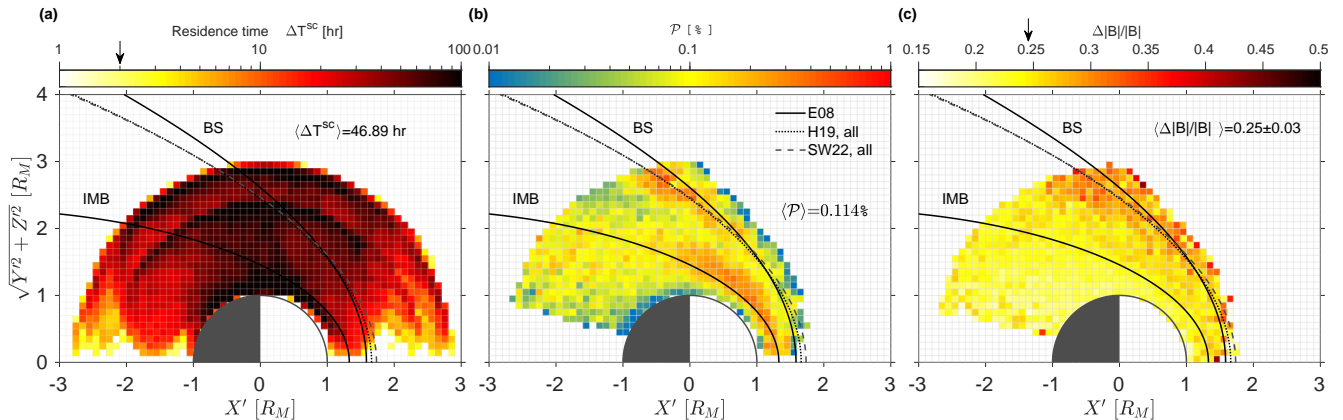 (a)
Residence time ΔT^sc [hr]
1 10 100
BS
⟨ΔT^sc⟩=46.89 hr
IMB
√Y′² + Z′² [R_M]
4
3
2
1
0
-3 -2 -1 0 1 2 3
X′ [R_M]
(b)
𝒫 [ % ]
0.01 0.1 1
BS
E08
H19, all
SW22, all
IMB
⟨𝒫⟩=0.114%
-3 -2 -1 0 1 2 3
X′ [R_M]
(c)
Δ|B|/|B|
0.15 0.2 0.25 0.3 0.35 0.4 0.45 0.5
BS
⟨Δ|B|/|B| ⟩=0.25±0.03
IMB
-3 -2 -1 0 1 2 3
X′ [R_M]